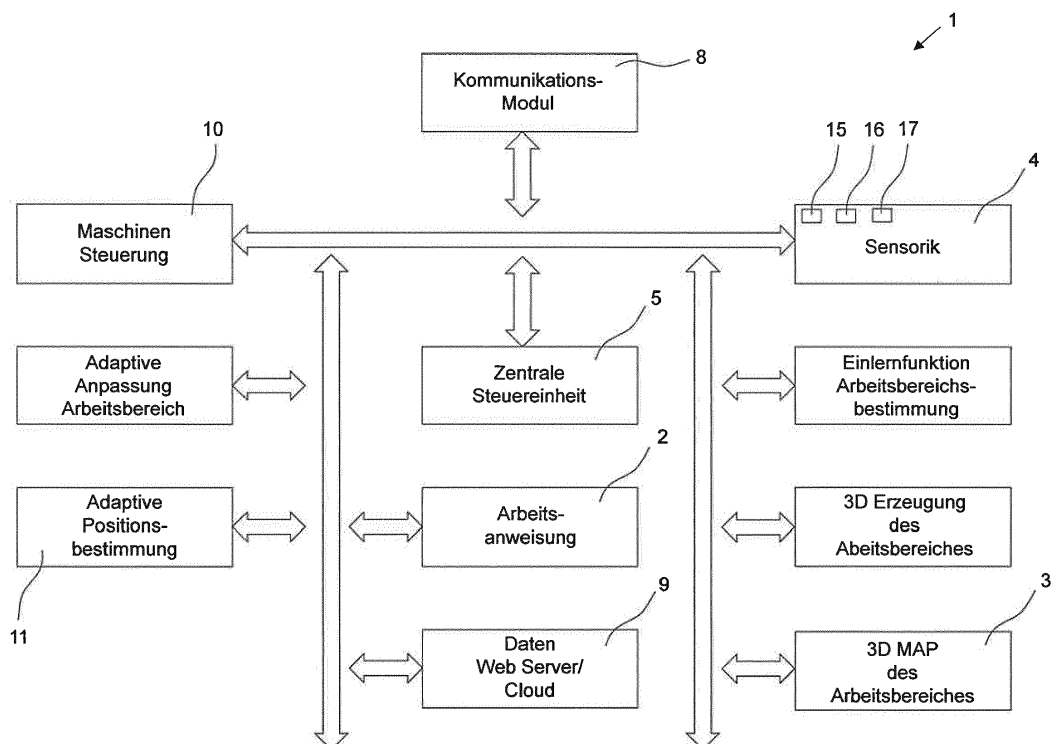 1
8
Kommunikations-
Modul
10
15
16
17
4
Maschinen
Steuerung
Sensorik
5
Adaptive
Anpassung
Arbeitsbereich
Zentrale
Steuereinheit
Einlernfunktion
Arbeitsbereichs-
bestimmung
2
Adaptive
Positions-
bestimmung
Arbeits-
anweisung
3D Erzeugung
des
Abeitsbereiches
11
9
3
Daten
Web Server/
Cloud
3D MAP
des
Arbeitsbereiches